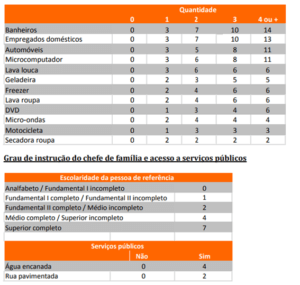 Quantidade
0 1 2 3 4 ou +
Banheiros 0 3 7 10 14
Empregados domésticos 0 3 7 10 13
Automóveis 0 3 5 8 11
Microcomputador 0 3 6 8 11
Lava louca 0 3 6 6 6
Geladeira 0 2 3 5 5
Freezer 0 2 4 6 6
Lava roupa 0 2 4 6 6
DVD 0 1 3 4 6
Micro-ondas 0 2 4 4 4
Motocicleta 0 1 3 3 3
Secadora roupa 0 2 2 2 2
Grau de instrução do chefe de família e acesso a serviços públicos
Escolaridade da pessoa de referência
Analfabeto / Fundamental I incompleto 0
Fundamental I completo / Fundamental II incompleto 1
Fundamental II completo / Médio incompleto 2
Médio completo / Superior incompleto 4
Superior completo 7
Serviços públicos
Não Sim
Água encanada 0 4
Rua pavimentada 0 2